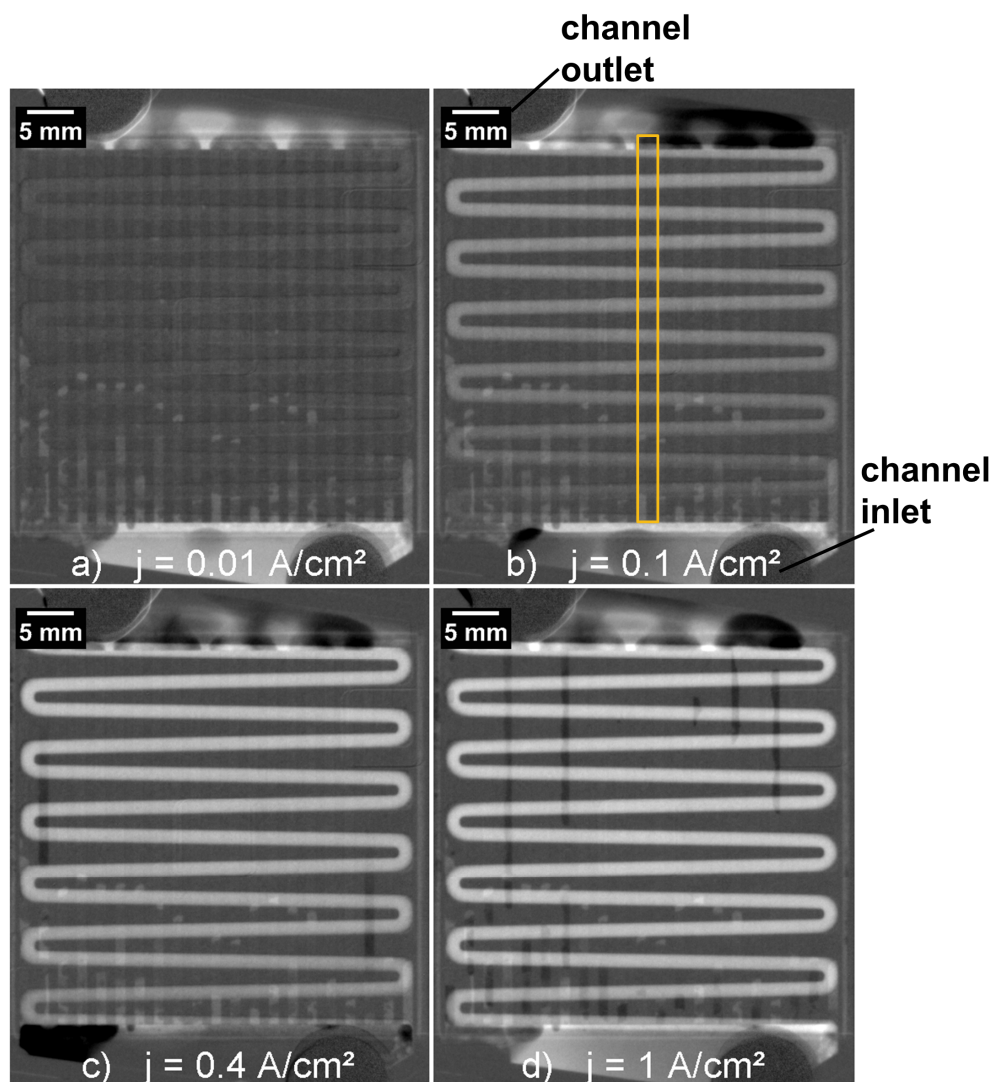 channel
outlet
5 mm
5 mm
channel
inlet
a) j = 0.01 A/cm²
b) j = 0.1 A/cm²
5 mm
5 mm
c) j = 0.4 A/cm²
d) j = 1 A/cm²